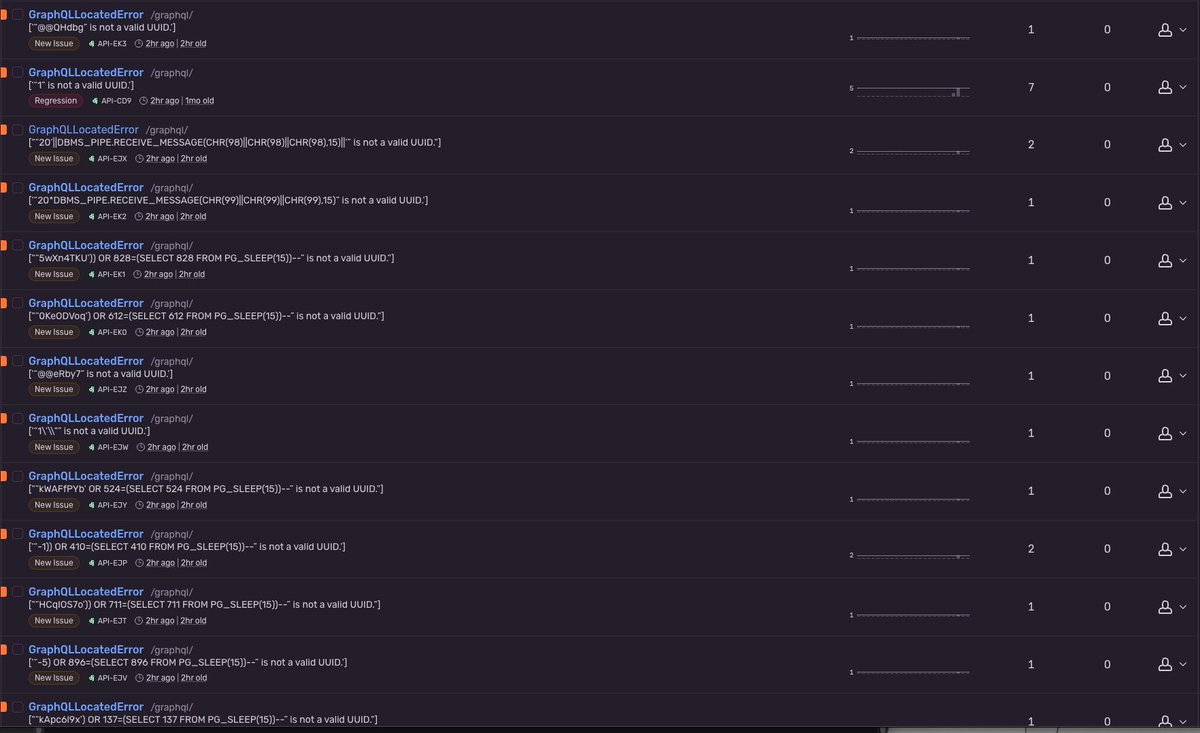 GraphQLLocatedError /graphql/
['“@@QHdbg” is not a valid UUID.']
New Issue API-EK3 2hr ago | 2hr old
1 1 0
GraphQLLocatedError /graphql/
['“1” is not a valid UUID.']
Regression API-CD9 2hr ago | 1mo old
5 7 0
GraphQLLocatedError /graphql/
["“20'||DBMS_PIPE.RECEIVE_MESSAGE(CHR(98)||CHR(98)||CHR(98),15)||'” is not a valid UUID."]
New Issue API-EJX 2hr ago | 2hr old
2 2 0
GraphQLLocatedError /graphql/
['“20*DBMS_PIPE.RECEIVE_MESSAGE(CHR(99)||CHR(99)||CHR(99),15)” is not a valid UUID.']
New Issue API-EK2 2hr ago | 2hr old
1 1 0
GraphQLLocatedError /graphql/
["“5wXn4TKU')) OR 828=(SELECT 828 FROM PG_SLEEP(15))--” is not a valid UUID."]
New Issue API-EK1 2hr ago | 2hr old
1 1 0
GraphQLLocatedError /graphql/
["“0KeODVoq') OR 612=(SELECT 612 FROM PG_SLEEP(15))--” is not a valid UUID."]
New Issue API-EK0 2hr ago | 2hr old
1 1 0
GraphQLLocatedError /graphql/
['“@@eRby7” is not a valid UUID.']
New Issue API-EJZ 2hr ago | 2hr old
1 1 0
GraphQLLocatedError /graphql/
['“1\'\\"” is not a valid UUID.']
New Issue API-EJW 2hr ago | 2hr old
1 1 0
GraphQLLocatedError /graphql/
["“kWAFfPYb' OR 524=(SELECT 524 FROM PG_SLEEP(15))--” is not a valid UUID."]
New Issue API-EJY 2hr ago | 2hr old
1 1 0
GraphQLLocatedError /graphql/
['“-1)) OR 410=(SELECT 410 FROM PG_SLEEP(15))--” is not a valid UUID.']
New Issue API-EJP 2hr ago | 2hr old
2 2 0
GraphQLLocatedError /graphql/
["“HCqIOS7o')) OR 711=(SELECT 711 FROM PG_SLEEP(15))--” is not a valid UUID."]
New Issue API-EJT 2hr ago | 2hr old
1 1 0
GraphQLLocatedError /graphql/
['“-5) OR 896=(SELECT 896 FROM PG_SLEEP(15))--” is not a valid UUID.']
New Issue API-EJV 2hr ago | 2hr old
1 1 0
GraphQLLocatedError /graphql/
["“kApc6I9x') OR 137=(SELECT 137 FROM PG_SLEEP(15))--” is not a valid UUID."]
1 0